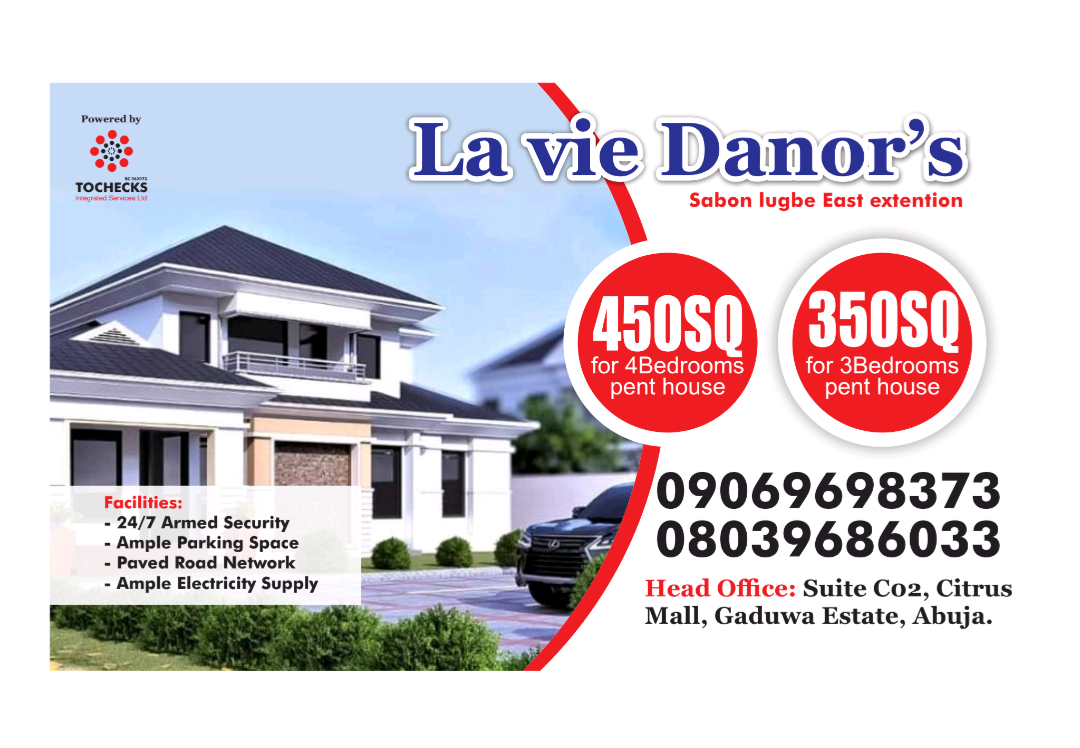 Powered by
TOCHECKS
Integrated Services Ltd
La vie Danor's
Sabon lugbe East extention
450SQ
for 4Bedrooms
pent house
350SQ
for 3Bedrooms
pent house
09069698373
08039686033
Head Office: Suite C02, Citrus
Mall, Gaduwa Estate, Abuja.
Facilities:
- 24/7 Armed Security
- Ample Parking Space
- Paved Road Network
- Ample Electricity Supply